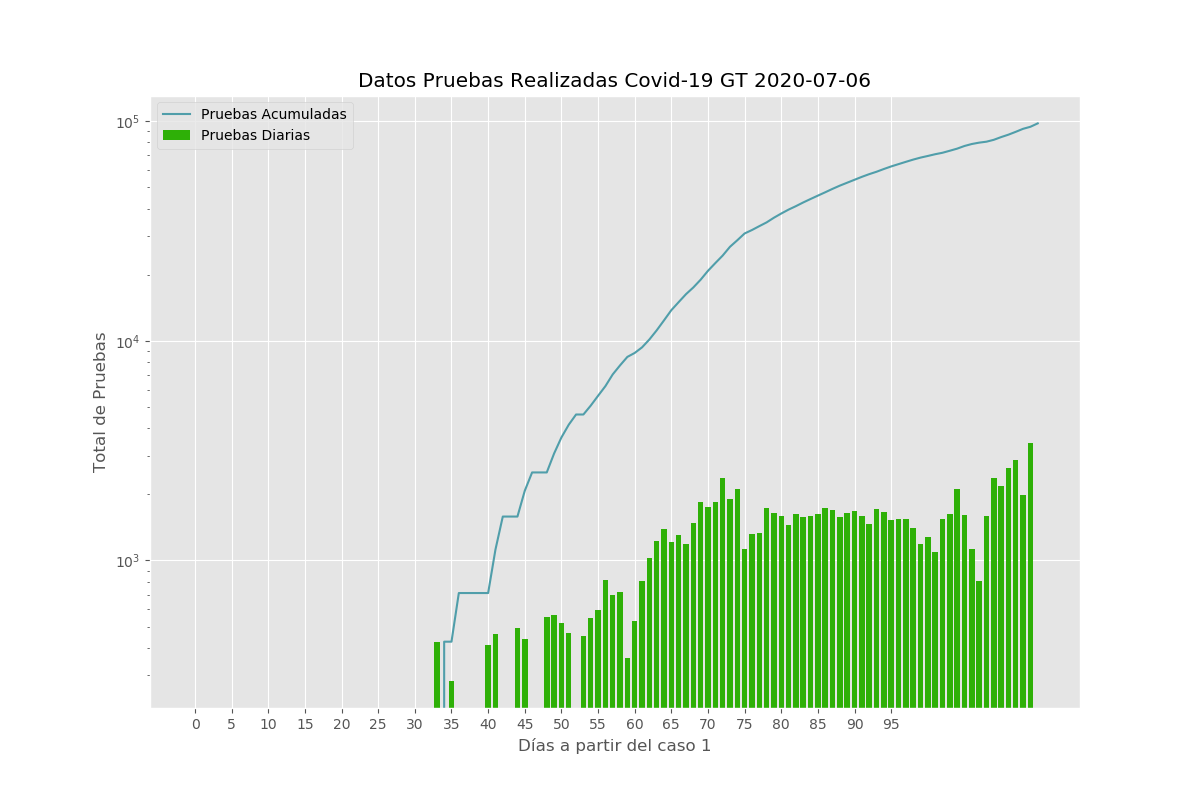 Datos Pruebas Realizadas Covid-19 GT 2020-07-06
Pruebas Acumuladas
Pruebas Diarias
10^5
10^4
10^3
Total de Pruebas
0 5 10 15 20 25 30 35 40 45 50 55 60 65 70 75 80 85 90 95
Días a partir del caso 1